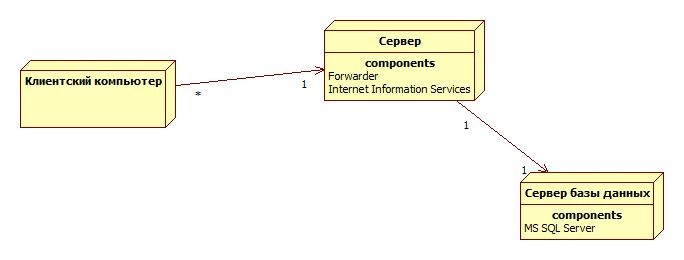 Сервер
components
Forwarder
Internet Information Services
Клиентский компьютер
*
1
1
1
Сервер базы данных
components
MS SQL Server